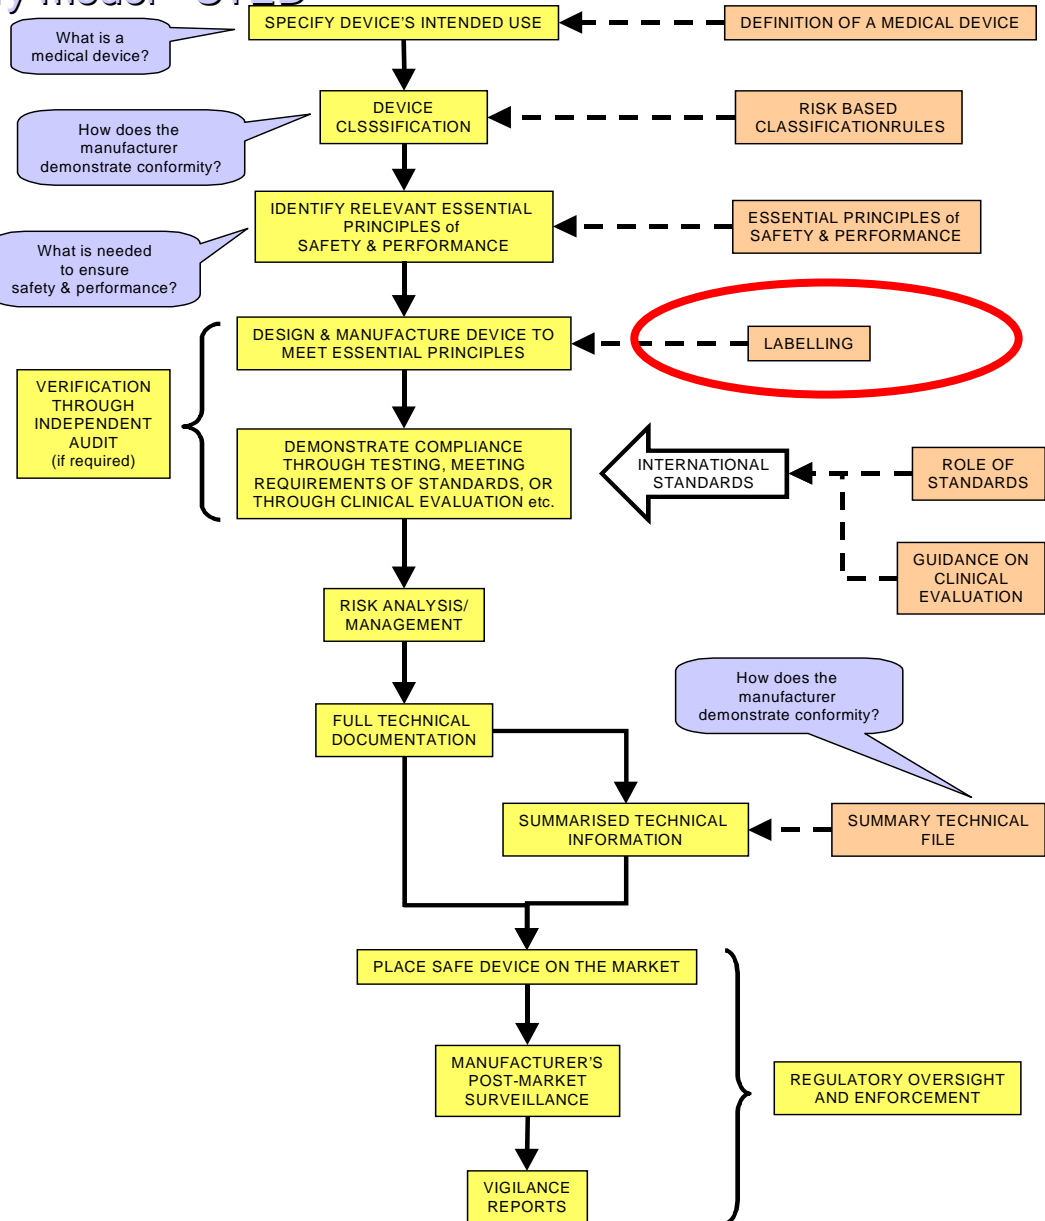 SPECIFY DEVICE'S INTENDED USE
DEFINITION OF A MEDICAL DEVICE
What is a
medical device?
DEVICE
CLSSSIFICATION
RISK BASED
CLASSIFICATIONRULES
How does the
manufacturer
demonstrate conformity?
IDENTIFY RELEVANT ESSENTIAL
PRINCIPLES of
SAFETY & PERFORMANCE
ESSENTIAL PRINCIPLES of
SAFETY & PERFORMANCE
What is needed
to ensure
safety & performance?
DESIGN & MANUFACTURE DEVICE TO
MEET ESSENTIAL PRINCIPLES
LABELLING
VERIFICATION
THROUGH
INDEPENDENT
AUDIT
(if required)
DEMONSTRATE COMPLIANCE
THROUGH TESTING, MEETING
REQUIREMENTS OF STANDARDS, OR
THROUGH CLINICAL EVALUATION etc.
INTERNATIONAL
STANDARDS
ROLE OF
STANDARDS
GUIDANCE ON
CLINICAL
EVALUATION
RISK ANALYSIS/
MANAGEMENT
How does the
manufacturer
demonstrate conformity?
FULL TECHNICAL
DOCUMENTATION
SUMMARISED TECHNICAL
INFORMATION
SUMMARY TECHNICAL
FILE
PLACE SAFE DEVICE ON THE MARKET
MANUFACTURER'S
POST-MARKET
SURVEILLANCE
REGULATORY OVERSIGHT
AND ENFORCEMENT
VIGILANCE
REPORTS